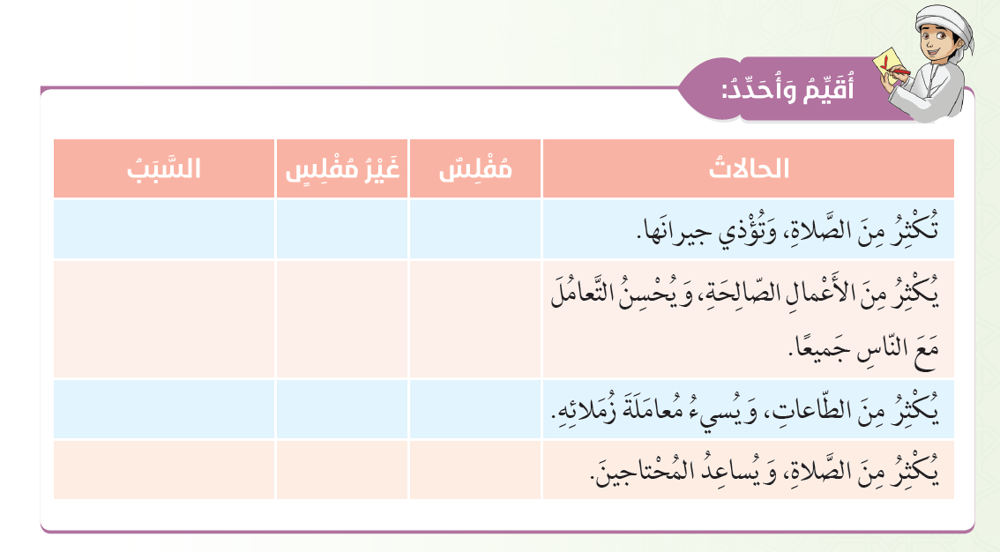 أُقَيِّمُ وَأُحَدِّدُ:
الحالاتُ مُفْلِسٌ غَيْرُ مُفْلِسٍ السَّبَبُ
تُكْثِرُ مِنَ الصَّلاةِ، وَتُؤْذي جيرانَها.
يُكْثِرُ مِنَ الأَعْمالِ الصّالِحَةِ، وَيُحْسِنُ التَّعامُلَ
مَعَ النّاسِ جَميعًا.
يُكْثِرُ مِنَ الطّاعاتِ، وَيُسيءُ مُعامَلَةَ زُمَلائِهِ.
يُكْثِرُ مِنَ الصَّلاةِ، وَيُساعِدُ المُحْتاجينَ.